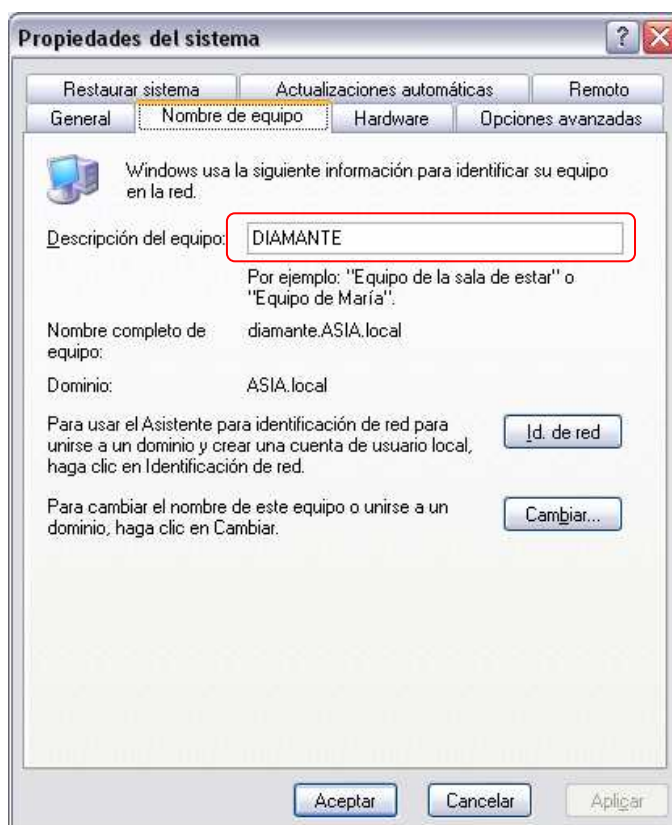 Propiedades del sistema
Restaurar sistema Actualizaciones automáticas Remoto
General Nombre de equipo Hardware Opciones avanzadas
Windows usa la siguiente información para identificar su equipo
en la red.
Descripción del equipo: DIAMANTE
Por ejemplo: "Equipo de la sala de estar" o
"Equipo de María".
Nombre completo de diamante.ASIA.local
equipo:
Dominio: ASIA.local
Para usar el Asistente para identificación de red para
unirse a un dominio y crear una cuenta de usuario local,
haga clic en Identificación de red.
Id. de red
Para cambiar el nombre de este equipo o unirse a un
dominio, haga clic en Cambiar.
Cambiar...
Aceptar Cancelar Aplicar